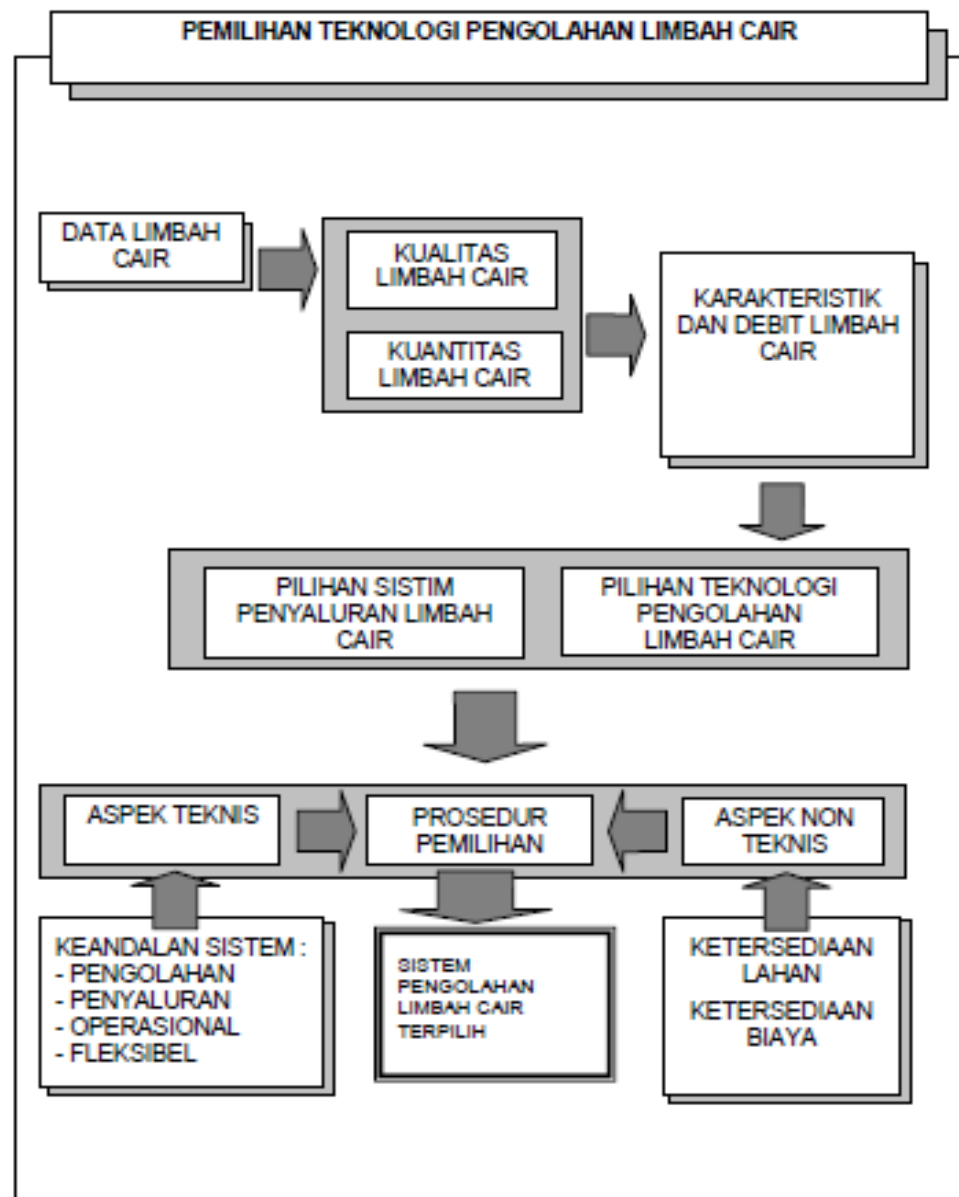 PEMILIHAN TEKNOLOGI PENGOLAHAN LIMBAH CAIR
DATA LIMBAH
CAIR
KUALITAS
LIMBAH CAIR
KUANTITAS
LIMBAH CAIR
KARAKTERISTIK
DAN DEBIT LIMBAH
CAIR
PILIHAN SISTIM
PENYALURAN LIMBAH
CAIR
PILIHAN TEKNOLOGI
PENGOLAHAN
LIMBAH CAIR
ASPEK TEKNIS
PROSEDUR
PEMILIHAN
ASPEK NON
TEKNIS
KEANDALAN SISTEM :
- PENGOLAHAN
- PENYALURAN
- OPERASIONAL
- FLEKSIBEL
SISTEM
PENGOLAHAN
LIMBAH CAIR
TERPILIH
KETERSEDIAAN
LAHAN
KETERSEDIAAN
BIAYA